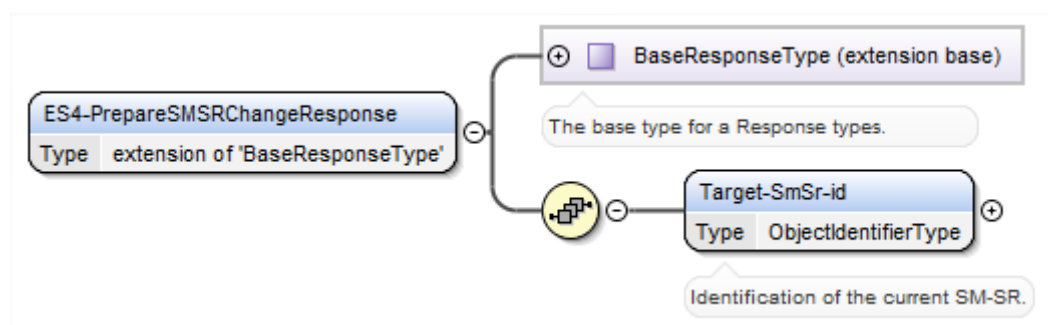 BaseResponseType (extension base)
ES4-PrepareSMSRChangeResponse
Type extension of 'BaseResponseType'
The base type for a Response types.
Target-SmSr-id
Type ObjectIdentifierType
Identification of the current SM-SR.